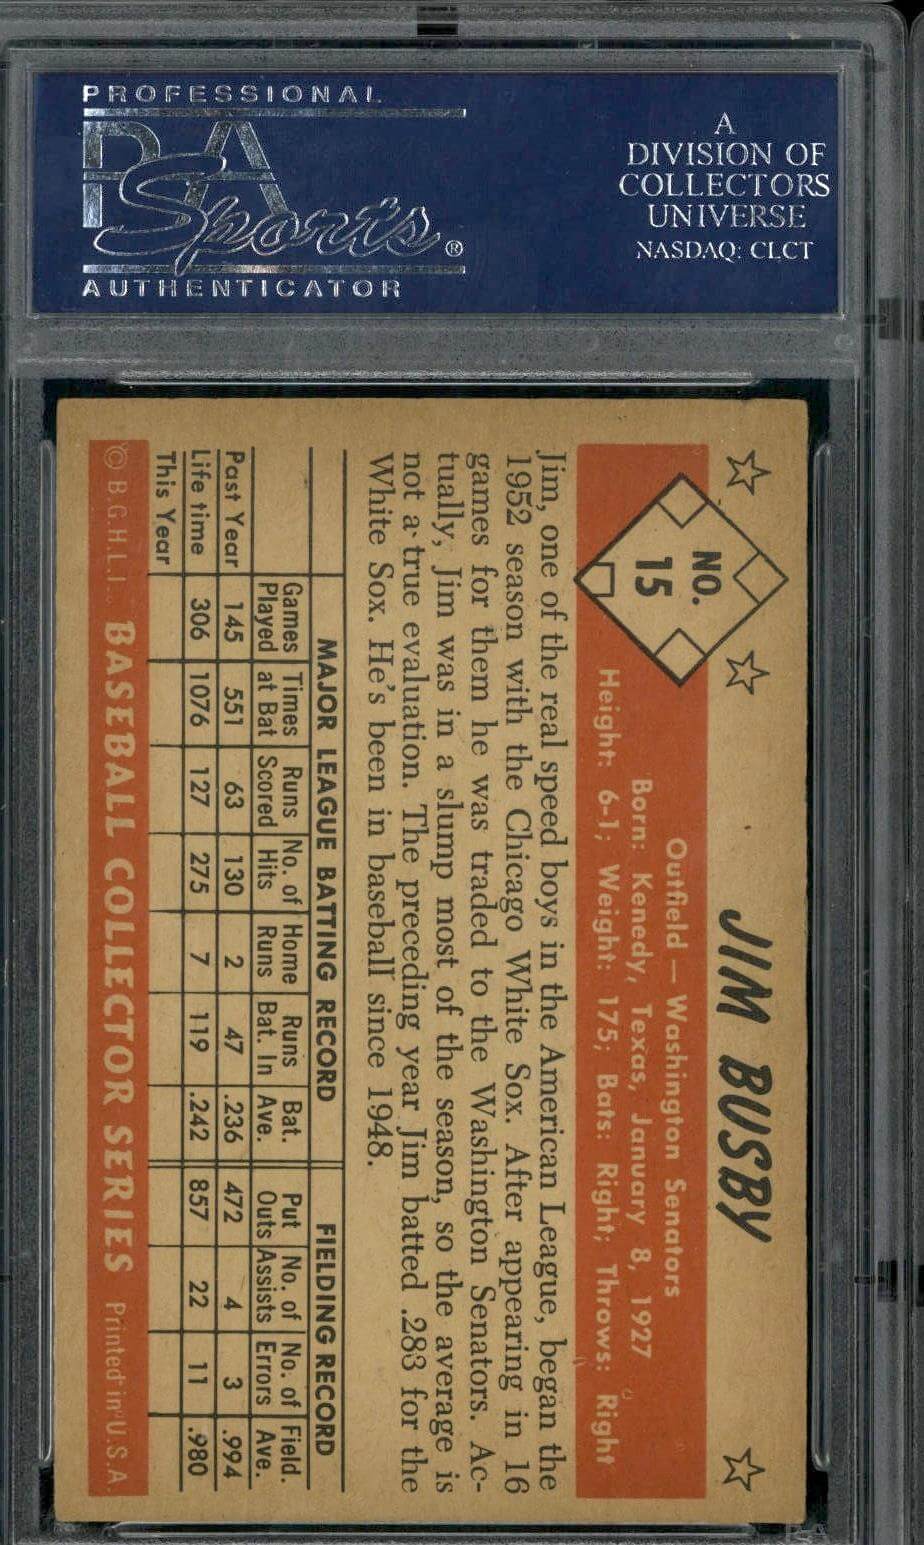 PROFESSIONAL
PSA
Sports®
AUTHENTICATOR
A
DIVISION OF
COLLECTORS
UNIVERSE
NASDAQ: CLCT
JIM BUSBY
NO.
15
Outfield — Washington Senators
Born: Kenedy, Texas, January 8, 1927
Height: 6-1; Weight: 175; Bats: Right; Throws: Right
Jim, one of the real speed boys in the American League, began the
1952 season with the Chicago White Sox. After appearing in 16
games for them he was traded to the Washington Senators. Ac-
tually, Jim was in a slump most of the season, so the average is
not a true evaluation. The preceding year Jim batted .283 for the
White Sox. He's been in baseball since 1948.
MAJOR LEAGUE BATTING RECORD FIELDING RECORD
Games Times Runs No. of Home Runs Bat. Put No. of No. of Field.
Played at Bat Scored Hits Runs Bat. In Ave. Outs Assists Errors Ave.
Past Year 145 551 63 130 2 47 .236 472 4 3 .994
Life time 306 1076 127 275 7 119 .242 857 22 11 .980
This Year
© B.G.H.L.I. BASEBALL COLLECTOR SERIES Printed in U.S.A.